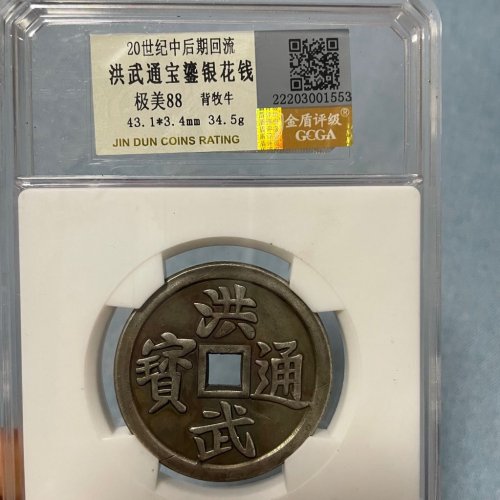 20世纪中后期回流
洪武通宝鎏银花钱
极美88 背牧牛
43.1*3.4mm 34.5g
JIN DUN COINS RATING
22203001553
金盾评级®
GCGA
洪武通寶